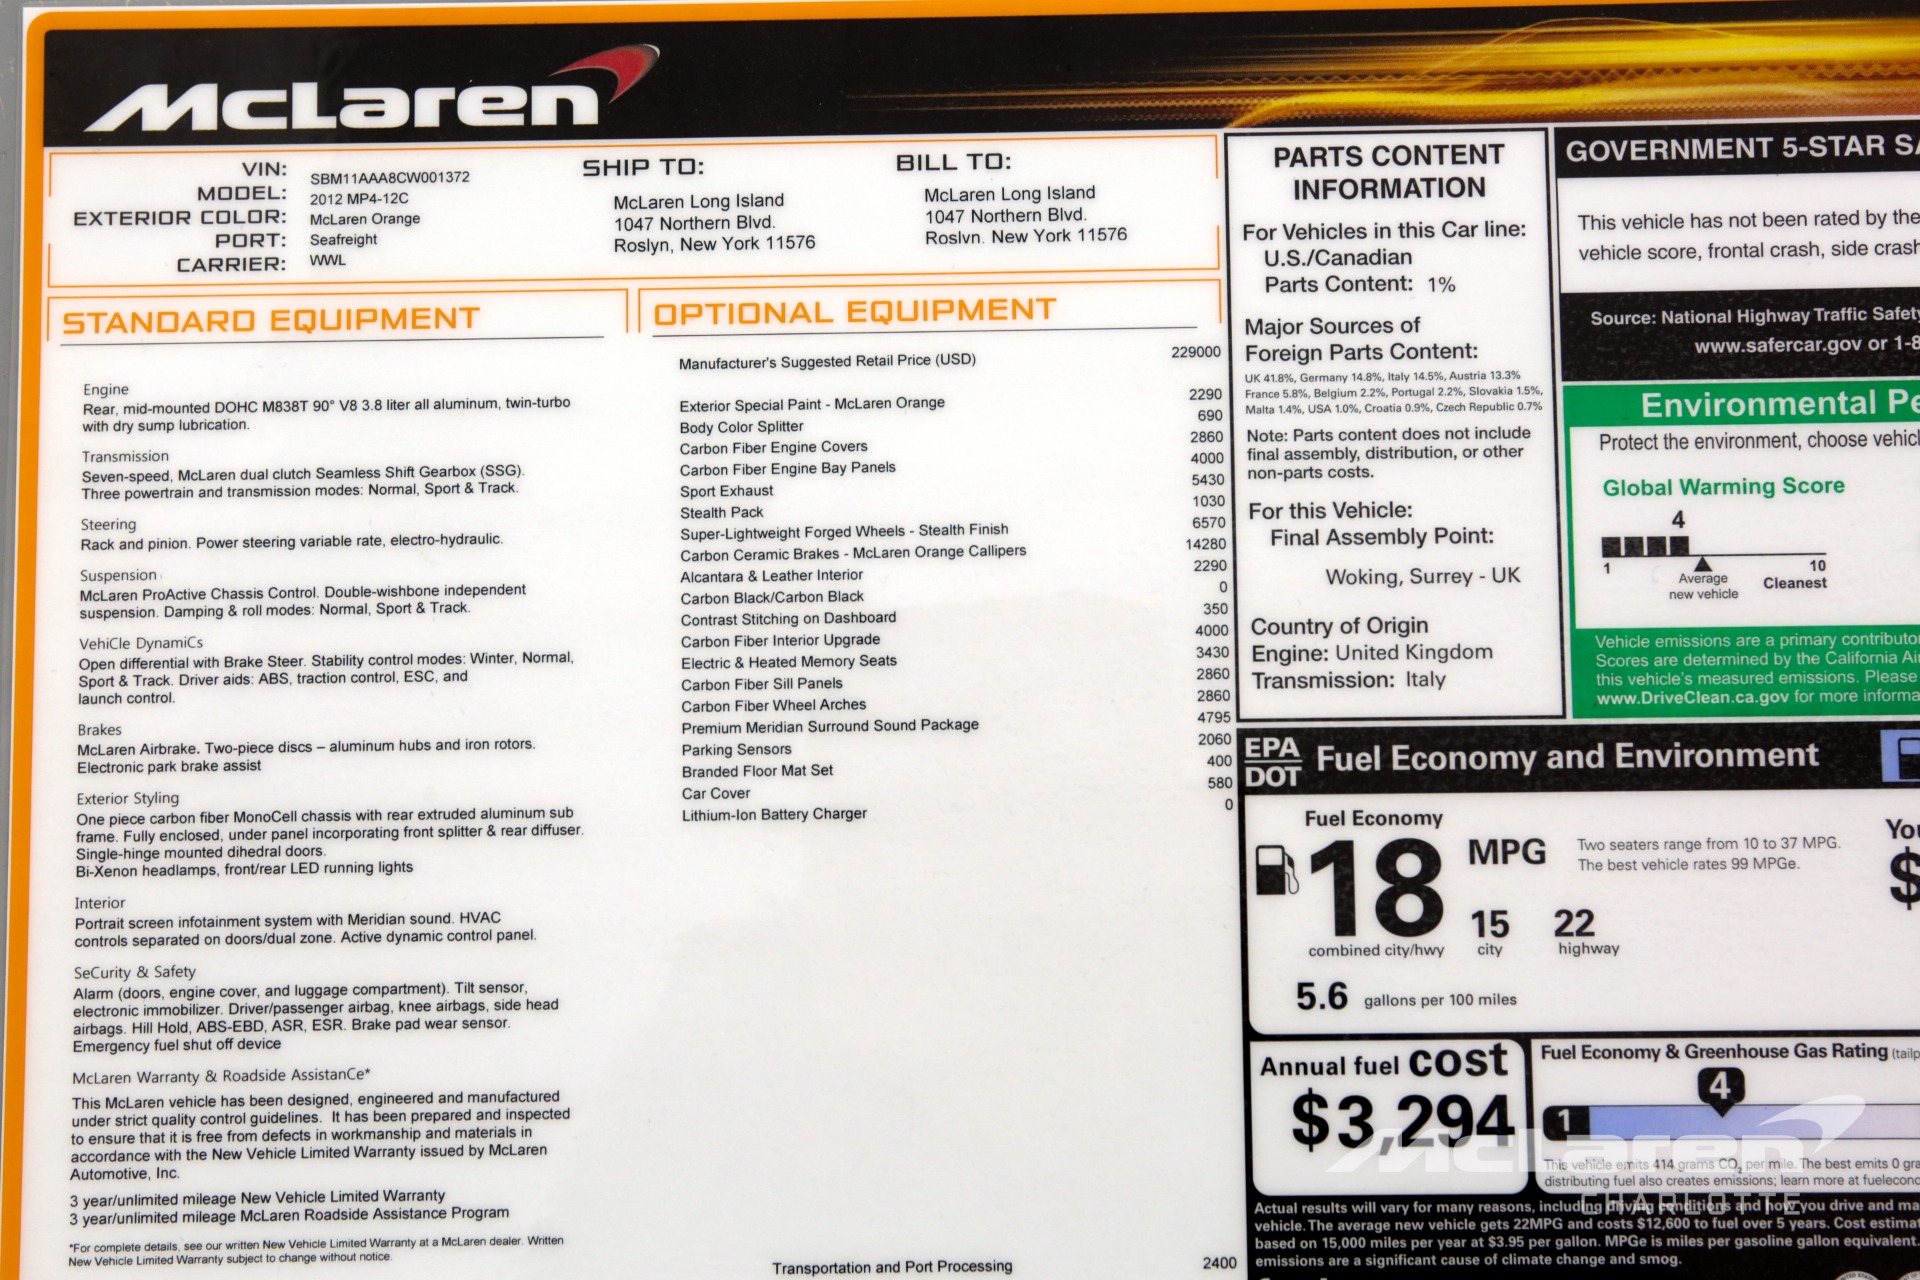 McLaren
VIN: SBM11AAA8CW001372
MODEL: 2012 MP4-12C
EXTERIOR COLOR: McLaren Orange
PORT: Seafreight
CARRIER: WWL
SHIP TO:
McLaren Long Island
1047 Northern Blvd.
Roslyn, New York 11576
BILL TO:
McLaren Long Island
1047 Northern Blvd.
Roslyn, New York 11576
STANDARD EQUIPMENT
Engine
Rear, mid-mounted DOHC M838T 90° V8 3.8 liter all aluminum, twin-turbo
with dry sump lubrication.
Transmission
Seven-speed, McLaren dual clutch Seamless Shift Gearbox (SSG).
Three powertrain and transmission modes: Normal, Sport & Track.
Steering
Rack and pinion. Power steering variable rate, electro-hydraulic.
Suspension
McLaren ProActive Chassis Control. Double-wishbone independent
suspension. Damping & roll modes: Normal, Sport & Track.
VehiCle DynamiCs
Open differential with Brake Steer. Stability control modes: Winter, Normal,
Sport & Track. Driver aids: ABS, traction control, ESC, and
launch control.
Brakes
McLaren Airbrake. Two-piece discs – aluminum hubs and iron rotors.
Electronic park brake assist
Exterior Styling
One piece carbon fiber MonoCell chassis with rear extruded aluminum sub
frame. Fully enclosed, under panel incorporating front splitter & rear diffuser.
Single-hinge mounted dihedral doors.
Bi-Xenon headlamps, front/rear LED running lights
Interior
Portrait screen infotainment system with Meridian sound. HVAC
controls separated on doors/dual zone. Active dynamic control panel.
SeCurity & Safety
Alarm (doors, engine cover, and luggage compartment). Tilt sensor,
electronic immobilizer. Driver/passenger airbag, knee airbags, side head
airbags. Hill Hold, ABS-EBD, ASR, ESR. Brake pad wear sensor.
Emergency fuel shut off device
McLaren Warranty & Roadside AssistanCe*
This McLaren vehicle has been designed, engineered and manufactured
under strict quality control guidelines. It has been prepared and inspected
to ensure that it is free from defects in workmanship and materials in
accordance with the New Vehicle Limited Warranty issued by McLaren
Automotive, Inc.
3 year/unlimited mileage New Vehicle Limited Warranty
3 year/unlimited mileage McLaren Roadside Assistance Program
*For complete details, see our written New Vehicle Limited Warranty at a McLaren dealer. Written
New Vehicle Limited Warranty subject to change without notice.
OPTIONAL EQUIPMENT
Manufacturer's Suggested Retail Price (USD) 229000
Exterior Special Paint - McLaren Orange 2290
Body Color Splitter 690
Carbon Fiber Engine Covers 2860
Carbon Fiber Engine Bay Panels 4000
Sport Exhaust 5430
Stealth Pack 1030
Super-Lightweight Forged Wheels - Stealth Finish 6570
Carbon Ceramic Brakes - McLaren Orange Callipers 14280
Alcantara & Leather Interior 2290
Carbon Black/Carbon Black 0
Contrast Stitching on Dashboard 350
Carbon Fiber Interior Upgrade 4000
Electric & Heated Memory Seats 3430
Carbon Fiber Sill Panels 2860
Carbon Fiber Wheel Arches 2860
Premium Meridian Surround Sound Package 4795
Parking Sensors 2060
Branded Floor Mat Set 400
Car Cover 580
Lithium-Ion Battery Charger 0
Transportation and Port Processing 2400
PARTS CONTENT
INFORMATION
For Vehicles in this Car line:
U.S./Canadian
Parts Content: 1%
Major Sources of
Foreign Parts Content:
UK 41.8%, Germany 14.8%, Italy 14.5%, Austria 13.3%
France 5.8%, Belgium 2.2%, Portugal 2.2%, Slovakia 1.5%,
Malta 1.4%, USA 1.0%, Croatia 0.9%, Czech Republic 0.7%
Note: Parts content does not include
final assembly, distribution, or other
non-parts costs.
For this Vehicle:
Final Assembly Point:
Woking, Surrey - UK
Country of Origin
Engine: United Kingdom
Transmission: Italy
GOVERNMENT 5-STAR SA
This vehicle has not been rated by the
vehicle score, frontal crash, side crash
Source: National Highway Traffic Safety
www.safercar.gov or 1-8
Environmental Pe
Protect the environment, choose vehicl
Global Warming Score
4
1
10
Average
new vehicle
Cleanest
Vehicle emissions are a primary contributo
Scores are determined by the California Ai
this vehicle's measured emissions. Please
www.DriveClean.ca.gov for more informa
EPA
DOT
Fuel Economy and Environment
Fuel Economy
18 MPG
combined city/hwy
15
city
22
highway
Two seaters range from 10 to 37 MPG.
The best vehicle rates 99 MPGe.
5.6 gallons per 100 miles
You
$
Annual fuel cost
$3,294
Fuel Economy & Greenhouse Gas Rating (tailp
4
1
This vehicle emits 414 grams CO2 per mile. The best emits 0 gra
distributing fuel also creates emissions; learn more at fuelecono
Actual results will vary for many reasons, including driving conditions and how you drive and ma
vehicle. The average new vehicle gets 22MPG and costs $12,600 to fuel over 5 years. Cost estimat
based on 15,000 miles per year at $3.95 per gallon. MPGe is miles per gasoline gallon equivalent.
emissions are a significant cause of climate change and smog.
McLaren
CHARLOTTE